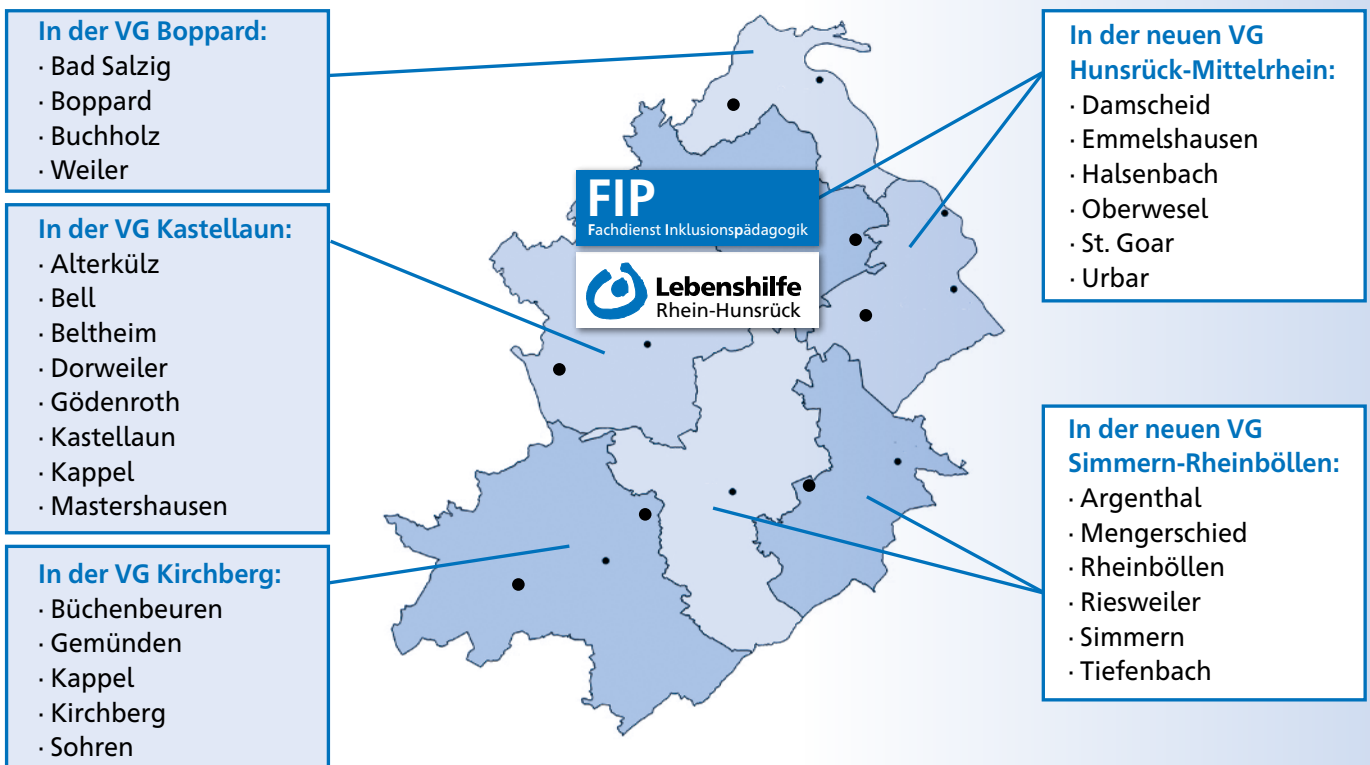 In der VG Boppard:
· Bad Salzig
· Boppard
· Buchholz
· Weiler
In der VG Kastellaun:
· Alterkülz
· Bell
· Beltheim
· Dorweiler
· Gödenroth
· Kastellaun
· Kappel
· Mastershausen
In der VG Kirchberg:
· Büchenbeuren
· Gemünden
· Kappel
· Kirchberg
· Sohren
FIP
Fachdienst Inklusionspädagogik
Lebenshilfe
Rhein-Hunsrück
In der neuen VG
Hunsrück-Mittelrhein:
· Damscheid
· Emmelshausen
· Halsenbach
· Oberwesel
· St. Goar
· Urbar
In der neuen VG
Simmern-Rheinböllen:
· Argenthal
· Mengerschied
· Rheinböllen
· Riesweiler
· Simmern
· Tiefenbach